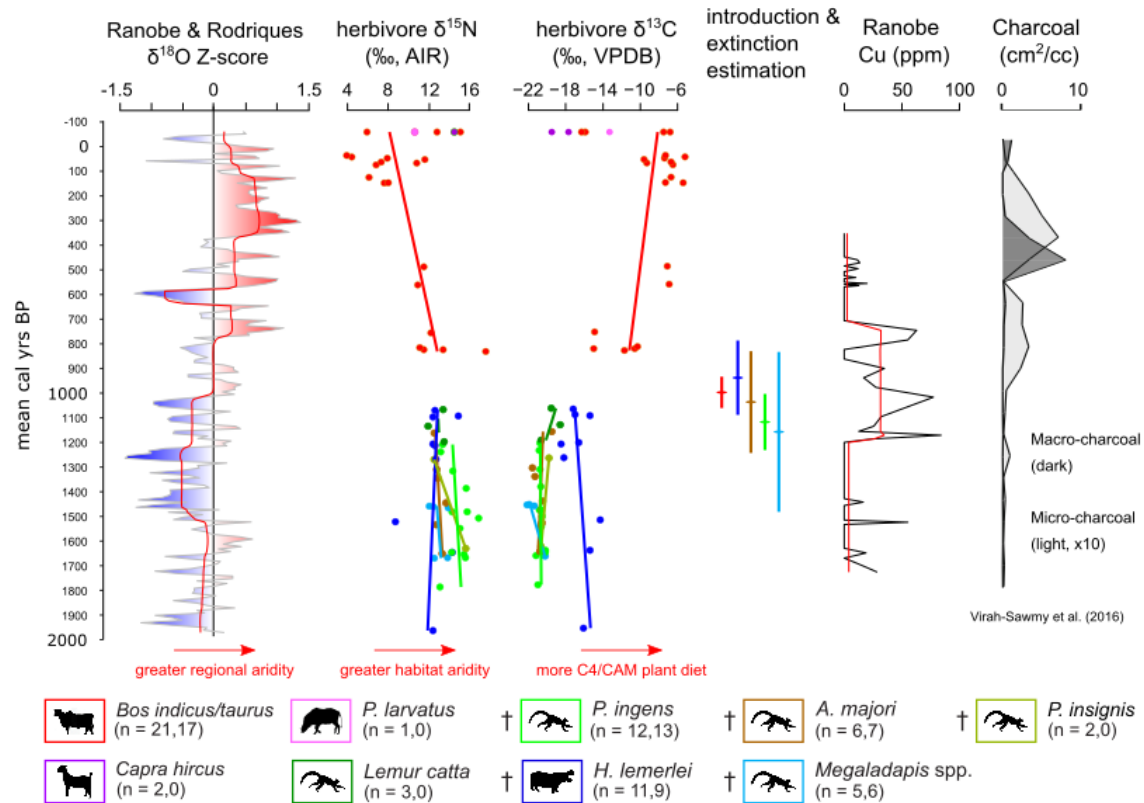 Ranobe & Rodriques
δ18O Z-score
herbivore δ15N
(‰, AIR)
herbivore δ13C
(‰, VPDB)
introduction &
extinction
estimation
Ranobe
Cu (ppm)
Charcoal
(cm2/cc)
-1.5 0 1.5
4 8 12 16
−22 −18 −14 −10 −6
0 50 100
0 10
mean cal yrs BP
-100
0
100
200
300
400
500
600
700
800
900
1000
1100
1200
1300
1400
1500
1600
1700
1800
1900
2000
Macro-charcoal
(dark)
Micro-charcoal
(light, x10)
Virah-Sawmy et al. (2016)
greater regional aridity
greater habitat aridity
more C4/CAM plant diet
Bos indicus/taurus
(n = 21,17)
P. larvatus
(n = 1,0)
† P. ingens
(n = 12,13)
† A. majori
(n = 6,7)
† P. insignis
(n = 2,0)
Capra hircus
(n = 2,0)
Lemur catta
(n = 3,0)
† H. lemerlei
(n = 11,9)
† Megaladapis spp.
(n = 5,6)